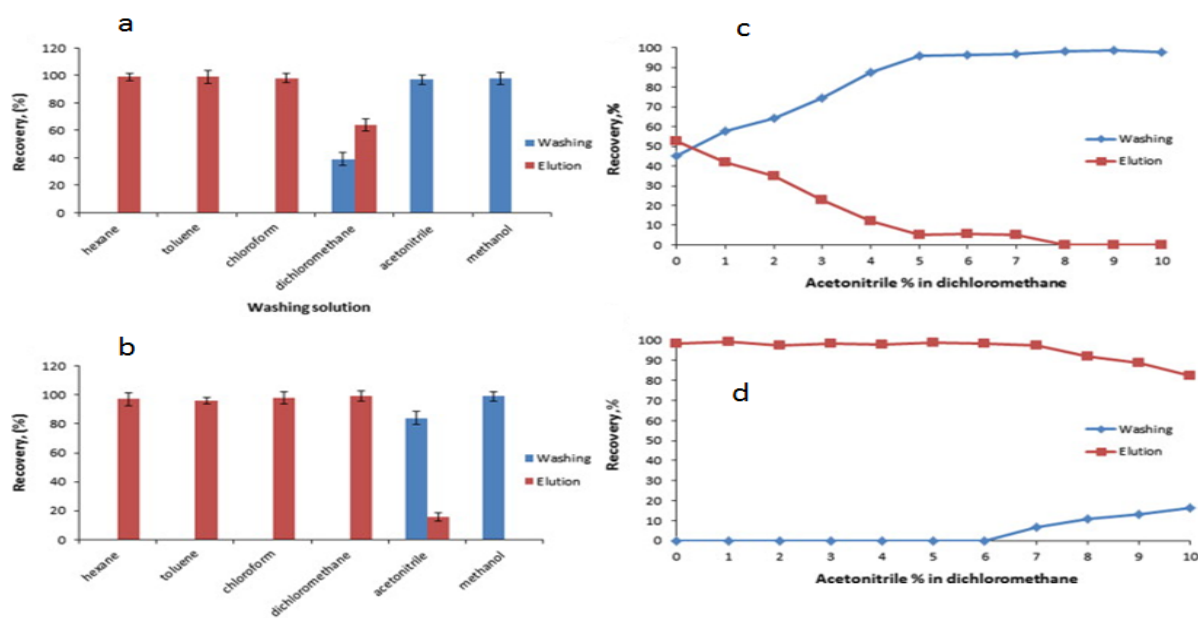 a
120
100
80
60
40
20
0
Recovery, (%)
Washing
Elution
hexane
toluene
chloroform
dichloromethane
acetonitrile
methanol
Washing solution
b
120
100
80
60
40
20
0
Recovery, (%)
Washing
Elution
hexane
toluene
chloroform
dichloromethane
acetonitrile
methanol
c
100
90
80
70
60
50
40
30
20
10
0
Recovery,%
Washing
Elution
0 1 2 3 4 5 6 7 8 9 10
Acetonitrile % in dichloromethane
d
100
90
80
70
60
50
40
30
20
10
0
Recovery,%
Washing
Elution
0 1 2 3 4 5 6 7 8 9 10
Acetonitrile % in dichloromethane